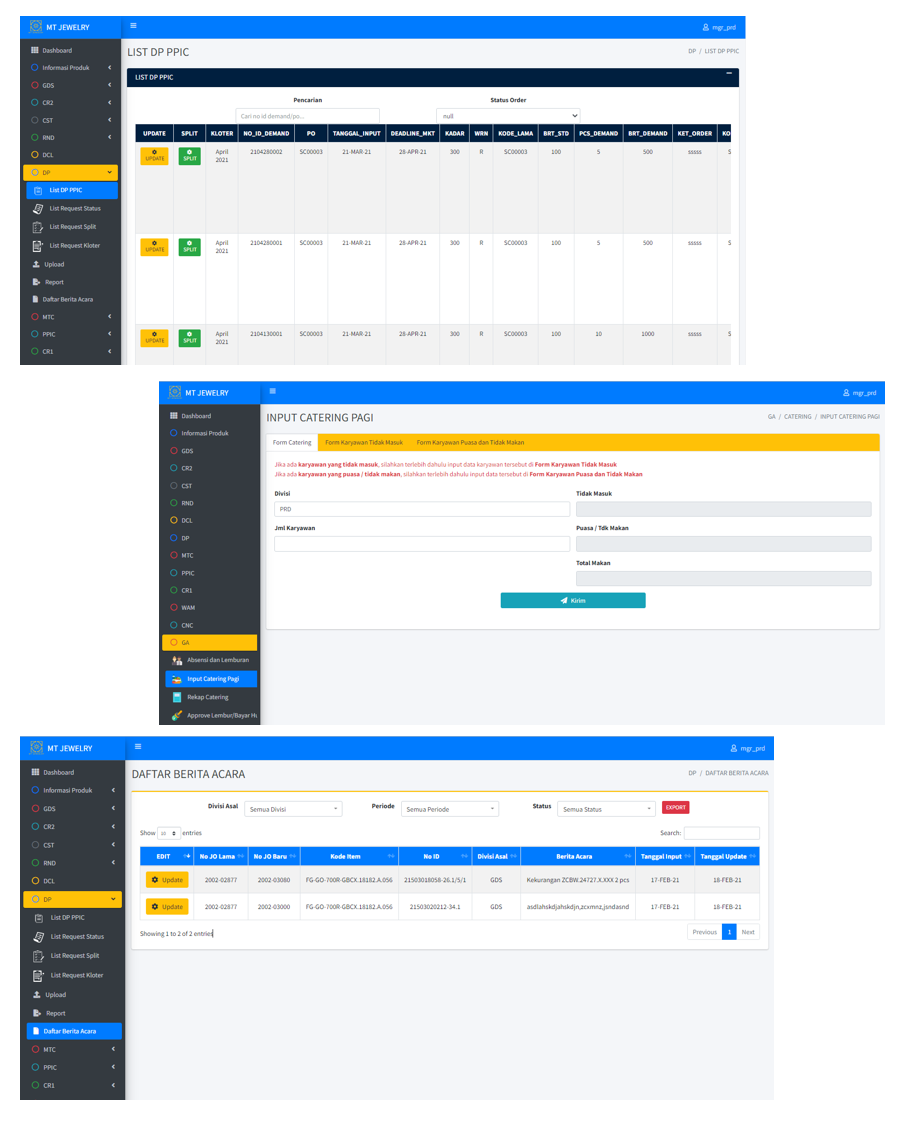 MT JEWELRY
mgr_prd
Dashboard
Informasi Produk
GDS
CR2
CST
RND
DCL
DP
List DP PPIC
List Request Status
List Request Split
List Request Kloter
Upload
Report
Daftar Berita Acara
MTC
PPIC
CR1
LIST DP PPIC
DP / LIST DP PPIC
LIST DP PPIC
Pencarian Status Order
Cari no id demand/po... null
UPDATE SPLIT KLOTER NO_ID_DEMAND PO TANGGAL_INPUT DEADLINE_MKT KADAR WRN KODE_LAMA BRT_STD PCS_DEMAND BRT_DEMAND KET_ORDER KO
UPDATE SPLIT April 2021 2104280002 SC00003 21-MAR-21 28-APR-21 300 R SC00003 100 5 500 sssss S
UPDATE SPLIT April 2021 2104280001 SC00003 21-MAR-21 28-APR-21 300 R SC00003 100 5 500 sssss S
UPDATE SPLIT April 2021 2104130001 SC00003 21-MAR-21 28-APR-21 300 R SC00003 100 10 1000 sssss S
MT JEWELRY
mgr_prd
Dashboard
Informasi Produk
GDS
CR2
CST
RND
DCL
DP
MTC
PPIC
CR1
WAM
CNC
GA
Absensi dan Lemburan
Input Catering Pagi
Rekap Catering
Approve Lembur/Bayar Hu
INPUT CATERING PAGI
GA / CATERING / INPUT CATERING PAGI
Form Catering Form Karyawan Tidak Masuk Form Karyawan Puasa dan Tidak Makan
Jika ada karyawan yang tidak masuk, silahkan terlebih dahulu input data karyawan tersebut di Form Karyawan Tidak Masuk
Jika ada karyawan yang puasa / tidak makan, silahkan terlebih dahulu input data tersebut di Form Karyawan Puasa dan Tidak Makan
Divisi Tidak Masuk
PRD
Jml Karyawan Puasa / Tdk Makan
Total Makan
Kirim
MT JEWELRY
mgr_prd
Dashboard
Informasi Produk
GDS
CR2
CST
RND
DCL
DP
List DP PPIC
List Request Status
List Request Split
List Request Kloter
Upload
Report
Daftar Berita Acara
MTC
PPIC
CR1
DAFTAR BERITA ACARA
DP / DAFTAR BERITA ACARA
Divisi Asal Semua Divisi Periode Semua Periode Status Semua Status EXPORT
Show 10 entries Search:
EDIT No JO Lama No JO Baru Kode Item No ID Divisi Asal Berita Acara Tanggal Input Tanggal Update
Update 2002-02877 2002-03080 FG-GO-700R-GBCX.18182.A.056 21503018058-26.1/5/1 GDS Kekurangan ZCBW.24727.X.XXX 2 pcs 17-FEB-21 18-FEB-21
Update 2002-02877 2002-03000 FG-GO-700R-GBCX.18182.A.056 21503020212-34.1 GDS asdlahskdjahskdjn,zcxmnz,jsndasnd 17-FEB-21 18-FEB-21
Showing 1 to 2 of 2 entries
Previous 1 Next